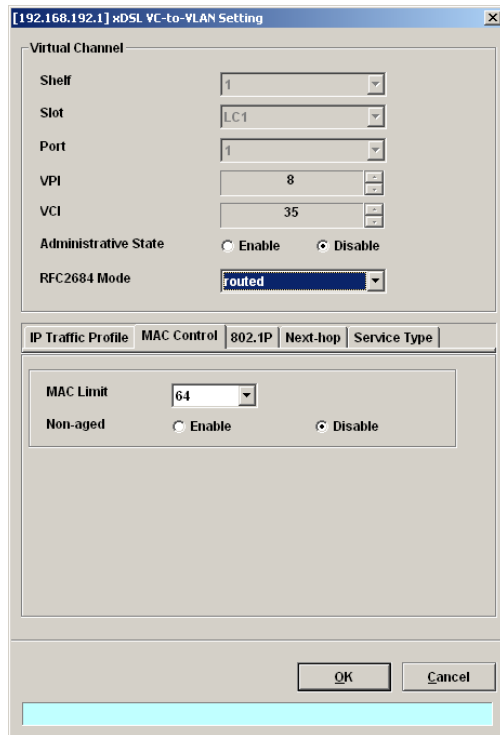 [192.168.192.1] xDSL VC-to-VLAN Setting
Virtual Channel
Shelf 1
Slot LC1
Port 1
VPI 8
VCI 35
Administrative State Enable Disable
RFC2684 Mode routed
IP Traffic Profile MAC Control 802.1P Next-hop Service Type
MAC Limit 64
Non-aged Enable Disable
OK Cancel